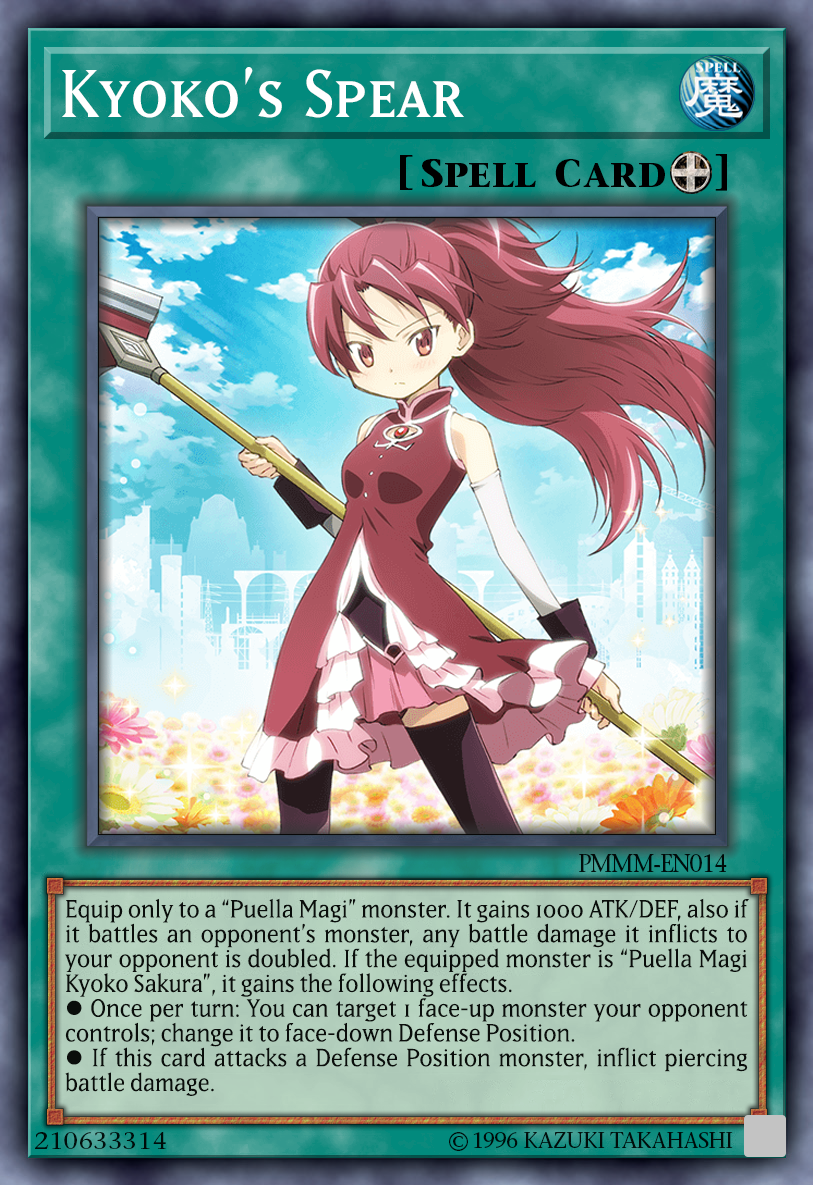 Kyoko's Spear
SPELL
魔
[Spell Card]
PMMM-EN014
Equip only to a “Puella Magi” monster. It gains 1000 ATK/DEF, also if
it battles an opponent's monster, any battle damage it inflicts to
your opponent is doubled. If the equipped monster is “Puella Magi
Kyoko Sakura”, it gains the following effects.
● Once per turn: You can target 1 face-up monster your opponent
controls; change it to face-down Defense Position.
● If this card attacks a Defense Position monster, inflict piercing
battle damage.
210633314
© 1996 KAZUKI TAKAHASHI